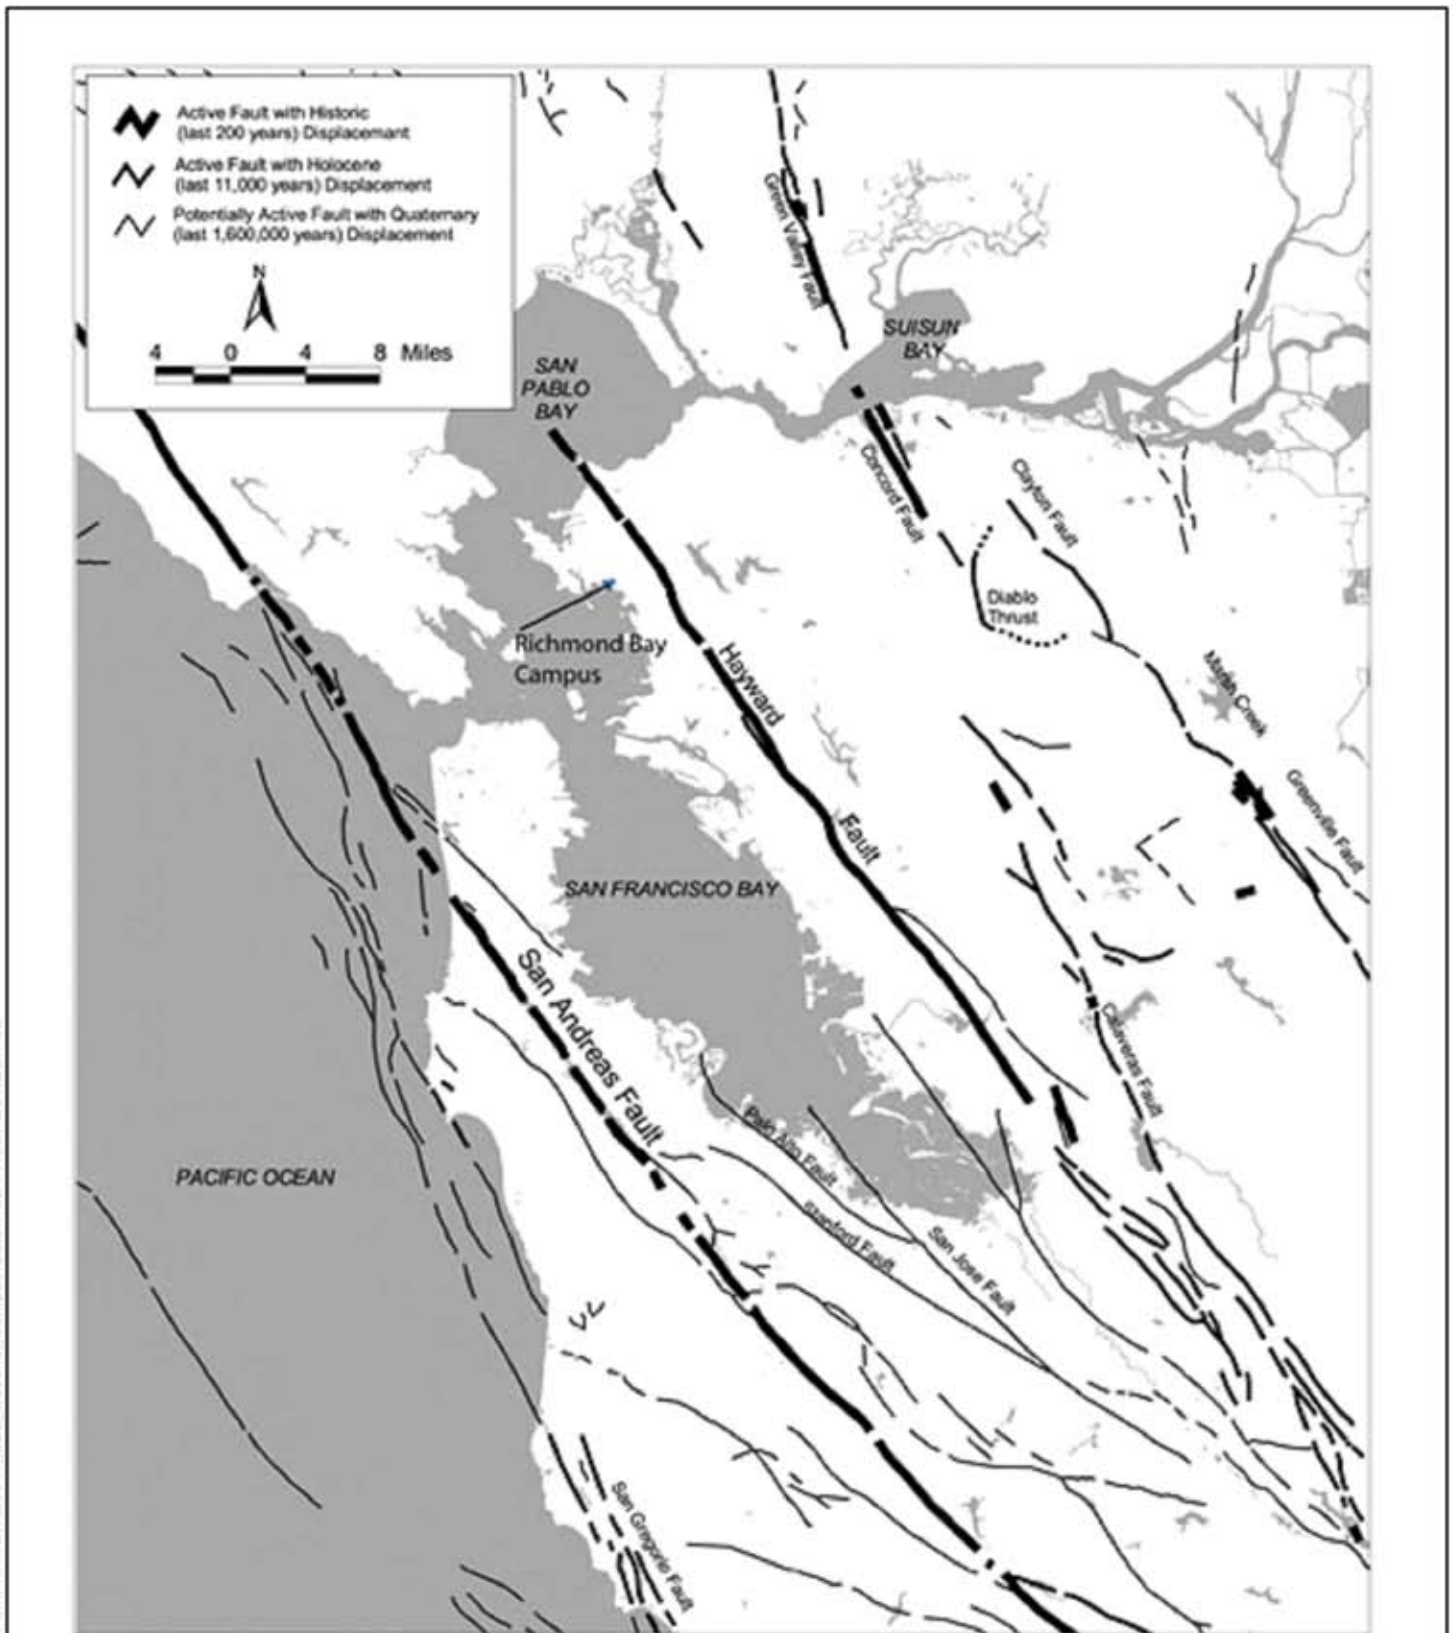 Active Fault with Historic
(last 200 years) Displacemant
Active Fault with Holocene
(last 11,000 years) Displacement
Potentially Active Fault with Quaternary
(last 1,600,000 years) Displacement
N
4 0 4 8 Miles
Green Valley Fault
SUISUN
BAY
SAN
PABLO
BAY
Concord Fault
Clayton Fault
Diablo
Thrust
Richmond Bay
Campus
Hayward
Fault
Marsh Creek
Greenville Fault
SAN FRANCISCO BAY
San Andreas Fault
Calaveras Fault
Palo Alto Fault
PACIFIC OCEAN
Stanford Fault
San Jose Fault
San Gregorio Fault